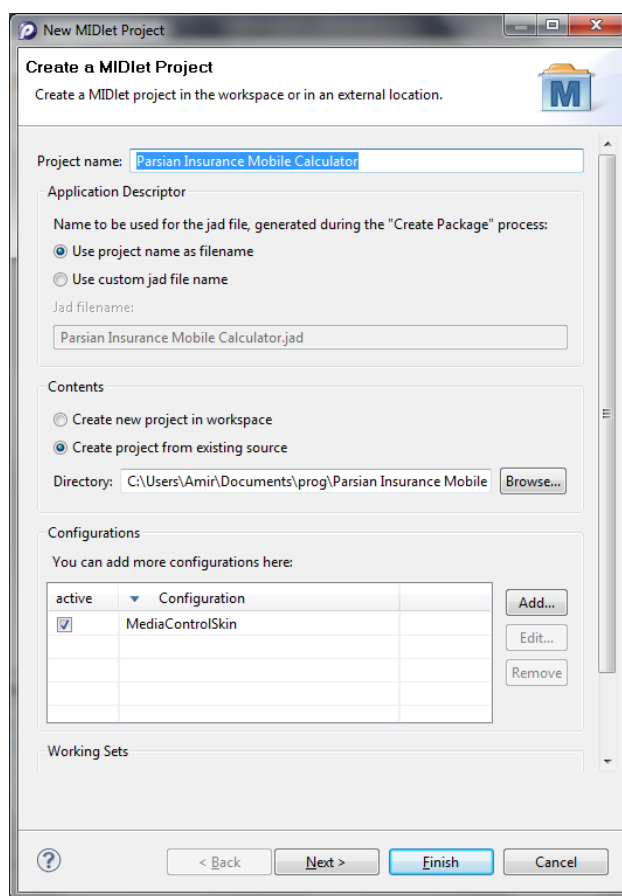 New MIDlet Project
Create a MIDlet Project
Create a MIDlet project in the workspace or in an external location.
M
Project name: Parsian Insurance Mobile Calculator
Application Descriptor
Name to be used for the jad file, generated during the "Create Package" process:
Use project name as filename
Use custom jad file name
Jad filename:
Parsian Insurance Mobile Calculator.jad
Contents
Create new project in workspace
Create project from existing source
Directory: C:\Users\Amir\Documents\prog\Parsian Insurance Mobile Browse...
Configurations
You can add more configurations here:
active Configuration
MediaControlSkin
Add...
Edit...
Remove
Working Sets
? < Back Next > Finish Cancel